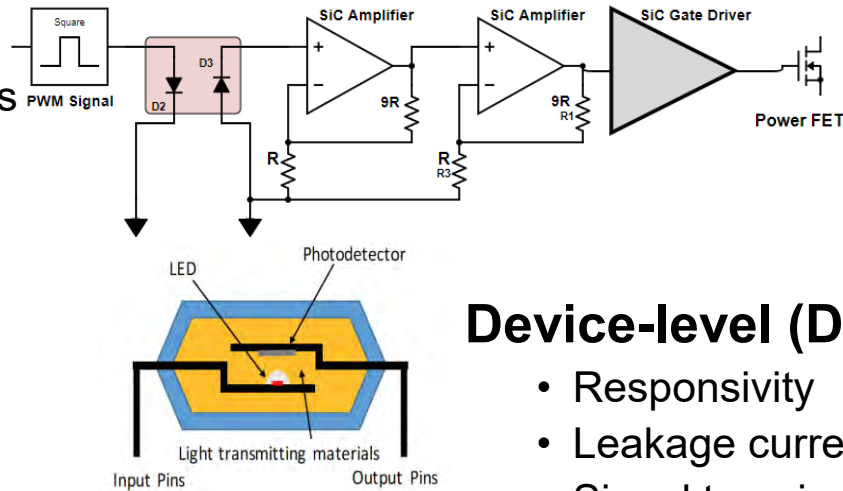 SiC Amplifier
SiC Amplifier
SiC Gate Driver
Square
PWM Signal
D2
D3
+
−
9R
R
+
−
9R
R1
R
R3
Power FET
LED
Photodetector
Light transmitting materials
Input Pins
Output Pins
Device-level (D
• Responsivity
• Leakage curre